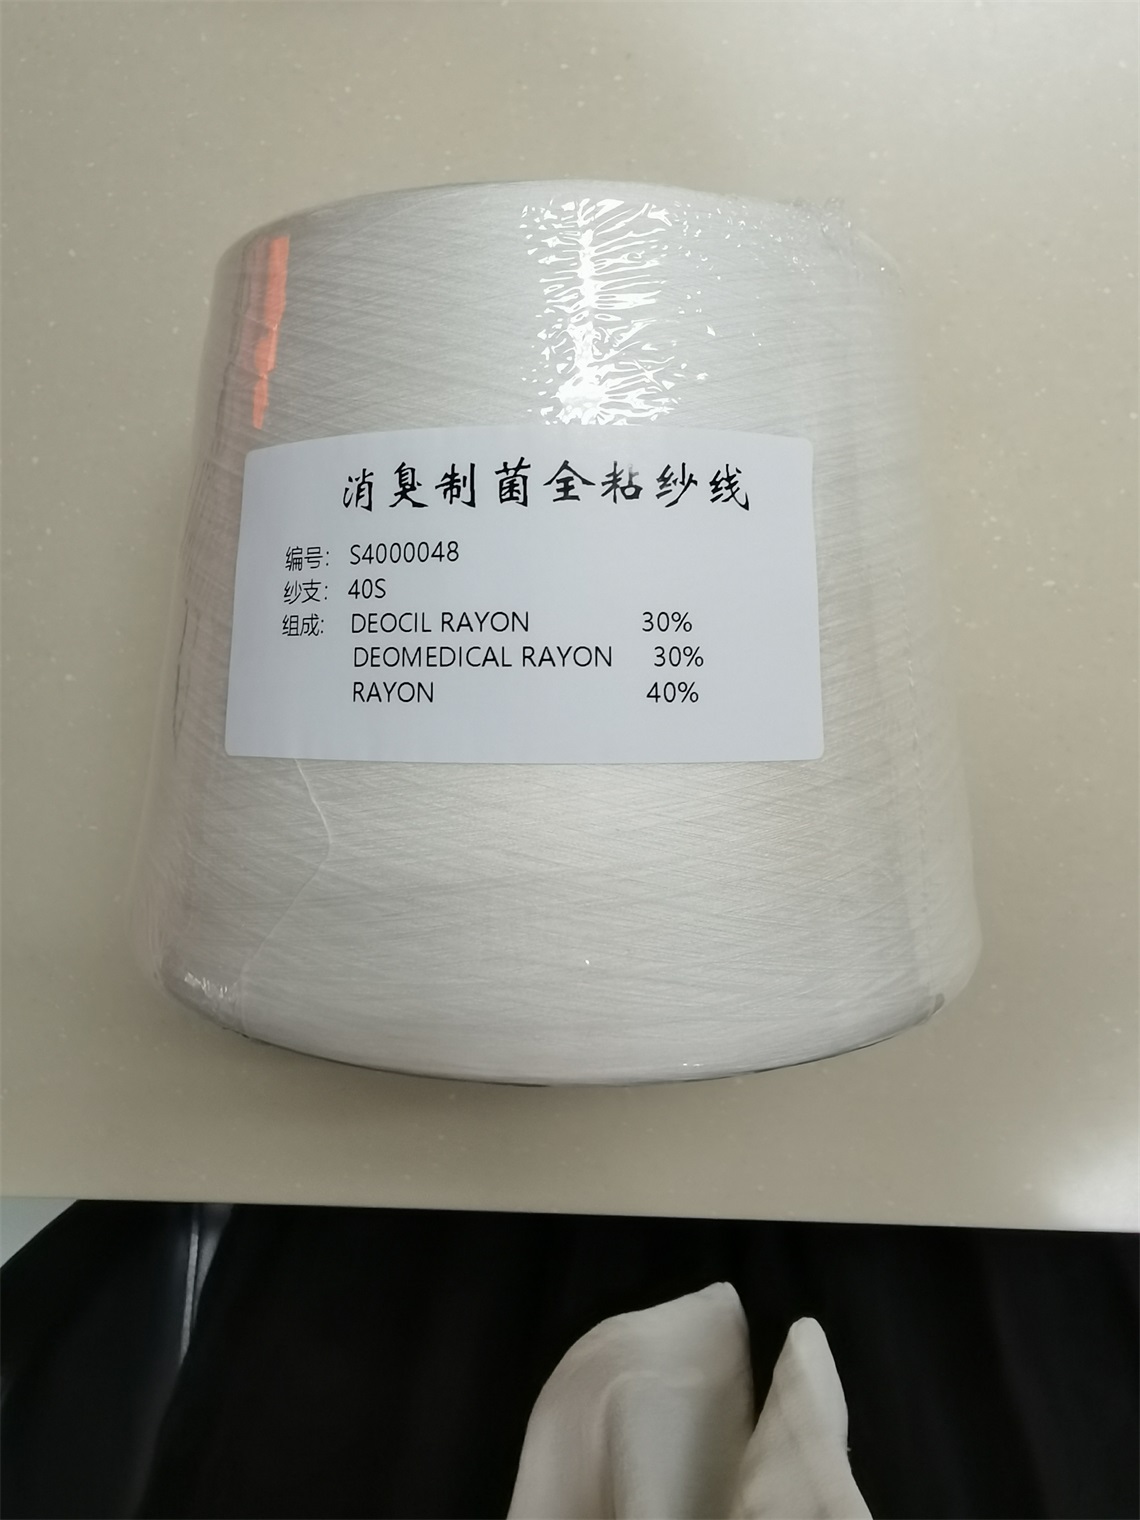 消臭制菌全粘纱线
编号: S4000048
纱支: 40S
组成: DEOCIL RAYON 30%
DEOMEDICAL RAYON 30%
RAYON 40%